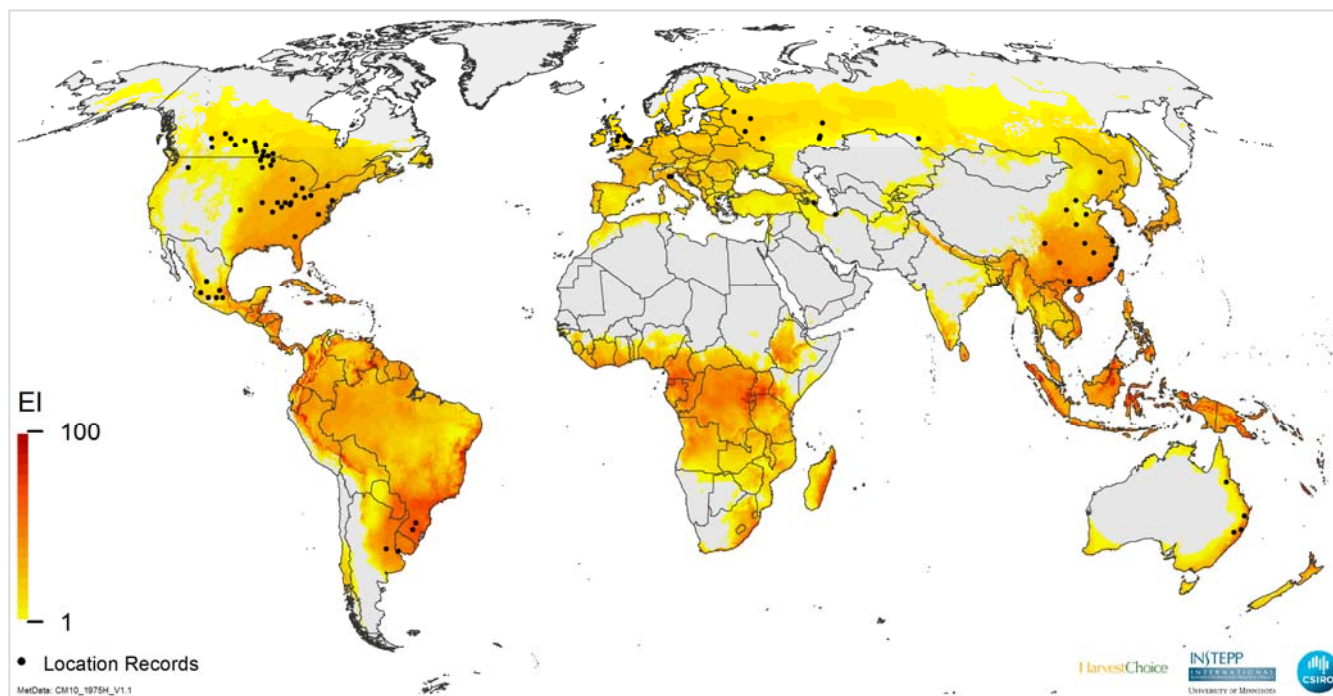 EI
100
1
Location Records
MetData: CM10_1975H_V1.1
HarvestChoice
INSTEPP
INTERNATIONAL
UNIVERSITY OF MINNESOTA
CSIRO